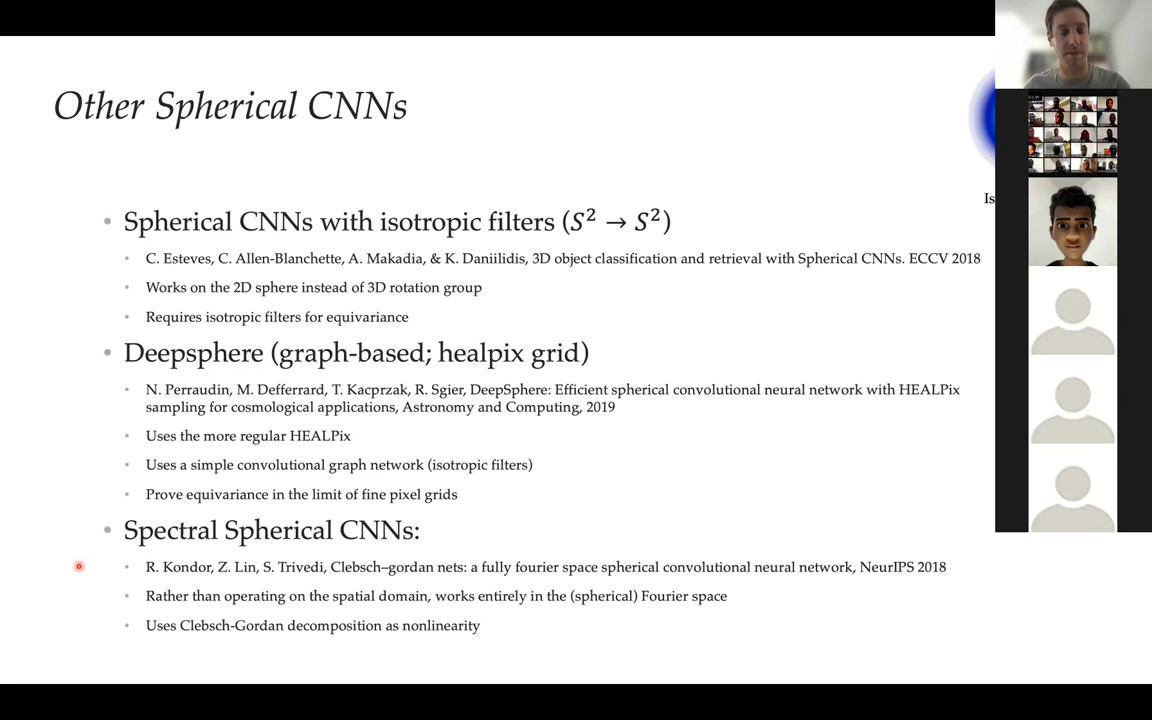 Other Spherical CNNs
Is
• Spherical CNNs with isotropic filters (𝑆² → 𝑆²)
• C. Esteves, C. Allen-Blanchette, A. Makadia, & K. Daniilidis, 3D object classification and retrieval with Spherical CNNs. ECCV 2018
• Works on the 2D sphere instead of 3D rotation group
• Requires isotropic filters for equivariance
• Deepsphere (graph-based; healpix grid)
• N. Perraudin, M. Defferrard, T. Kacprzak, R. Sgier, DeepSphere: Efficient spherical convolutional neural network with HEALPix
sampling for cosmological applications, Astronomy and Computing, 2019
• Uses the more regular HEALPix
• Uses a simple convolutional graph network (isotropic filters)
• Prove equivariance in the limit of fine pixel grids
• Spectral Spherical CNNs:
• R. Kondor, Z. Lin, S. Trivedi, Clebsch–gordan nets: a fully fourier space spherical convolutional neural network, NeurIPS 2018
• Rather than operating on the spatial domain, works entirely in the (spherical) Fourier space
• Uses Clebsch-Gordan decomposition as nonlinearity